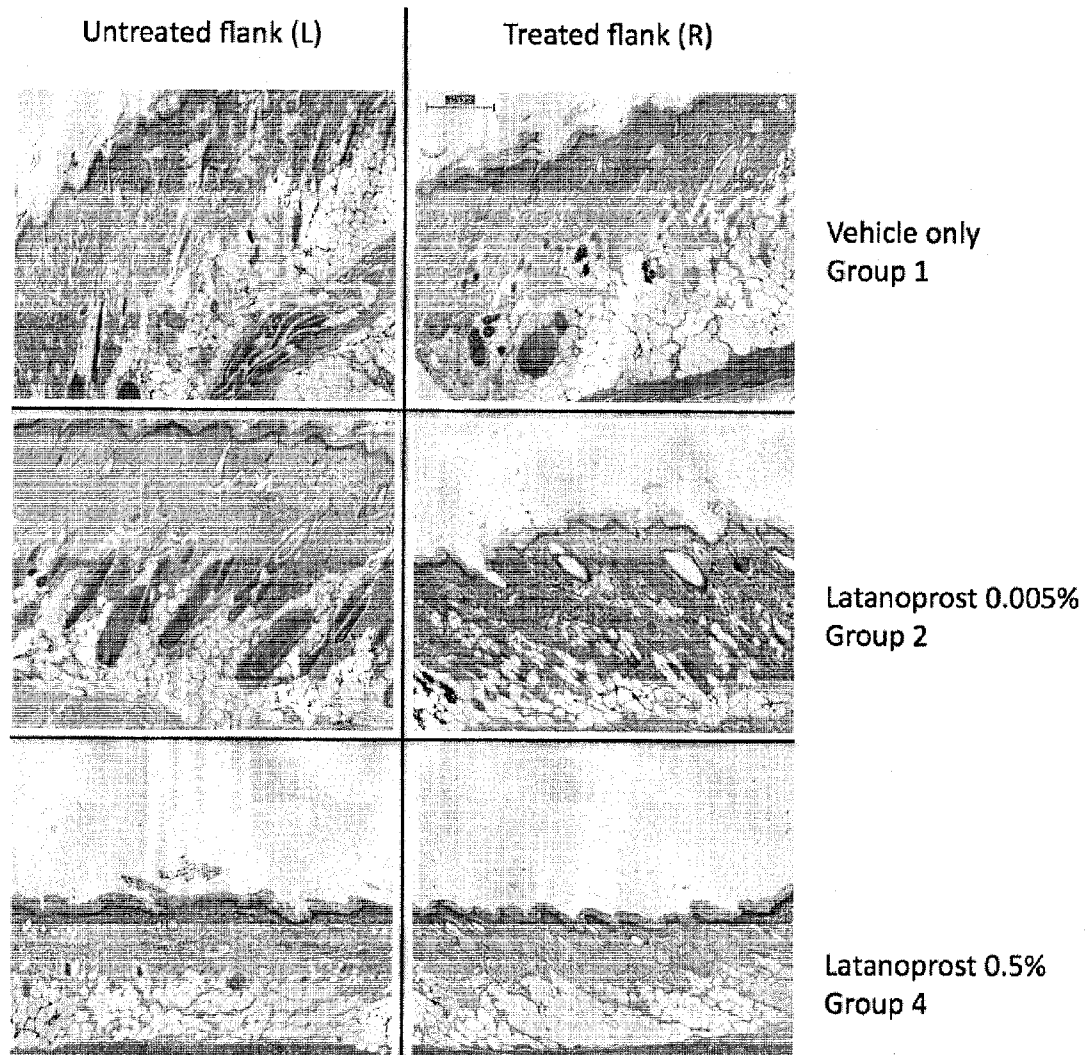 Untreated flank (L)
Treated flank (R)
Vehicle only
Group 1
Latanoprost 0.005%
Group 2
Latanoprost 0.5%
Group 4